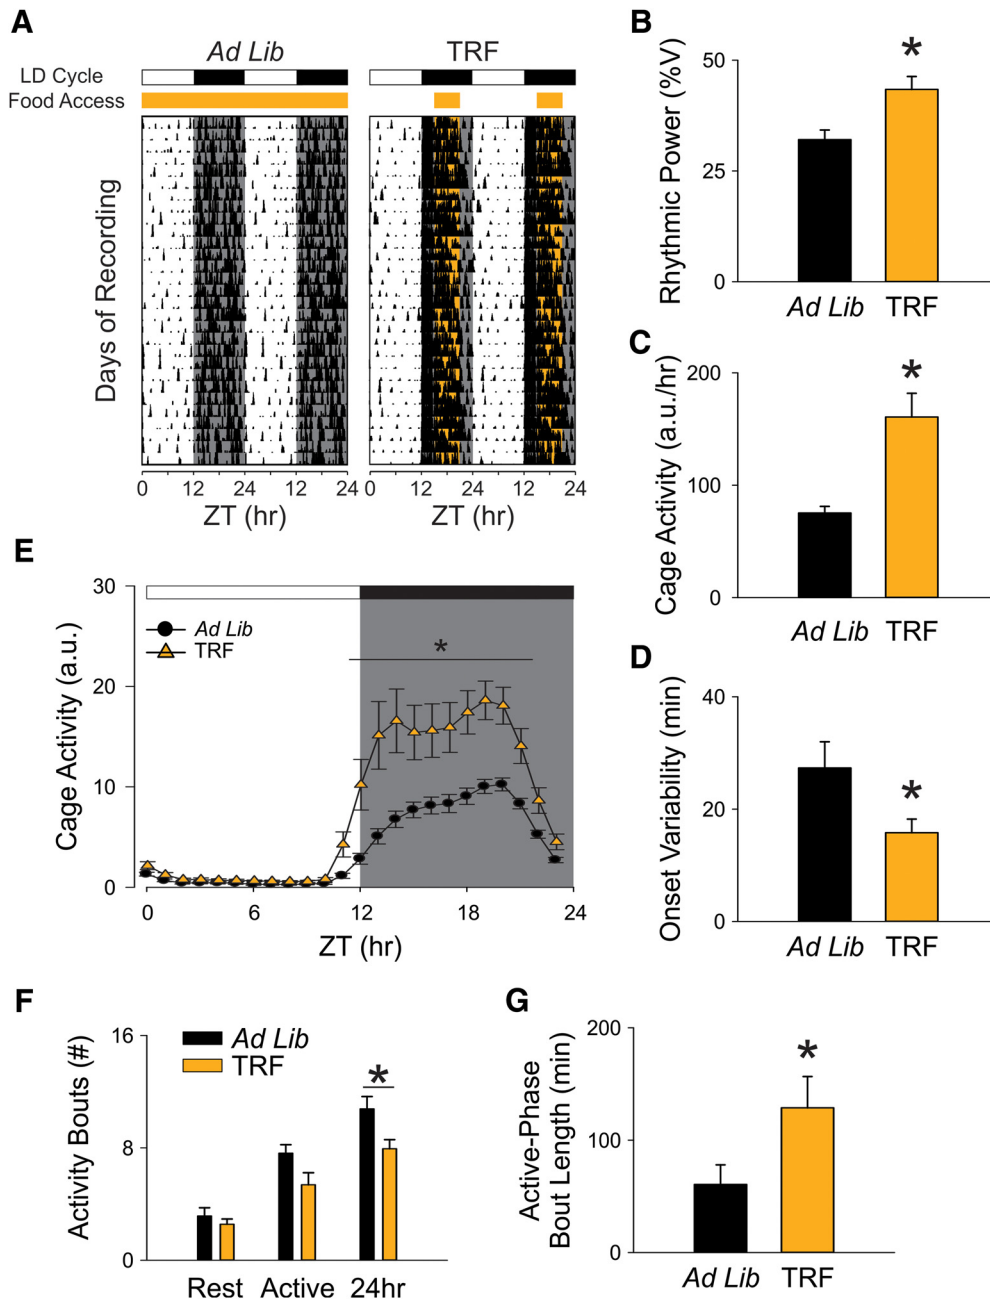 A
Ad Lib
TRF
LD Cycle
Food Access
Days of Recording
0 12 24 12 24
0 12 24 12 24
ZT (hr)
ZT (hr)
B
Rhythmic Power (%V)
50
25
0
*
Ad Lib TRF
C
Cage Activity (a.u./hr)
200
100
0
*
Ad Lib TRF
D
Onset Variability (min)
40
20
0
*
Ad Lib TRF
E
Cage Activity (a.u.)
30
20
10
0
Ad Lib
TRF
*
0 6 12 18 24
ZT (hr)
F
Activity Bouts (#)
16
8
0
Ad Lib
TRF
*
Rest Active 24hr
G
Active-Phase
Bout Length (min)
200
100
0
*
Ad Lib TRF